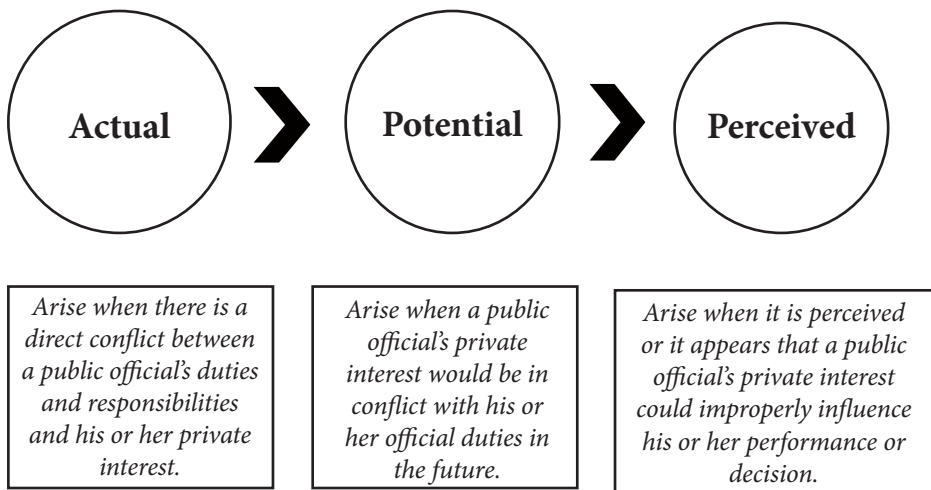 Actual
Potential
Perceived
Arise when there is a
direct conflict between
a public official's duties
and responsibilities
and his or her private
interest.
Arise when a public
official's private
interest would be in
conflict with his or
her official duties in
the future.
Arise when it is perceived
or it appears that a public
official's private interest
could improperly influence
his or her performance or
decision.